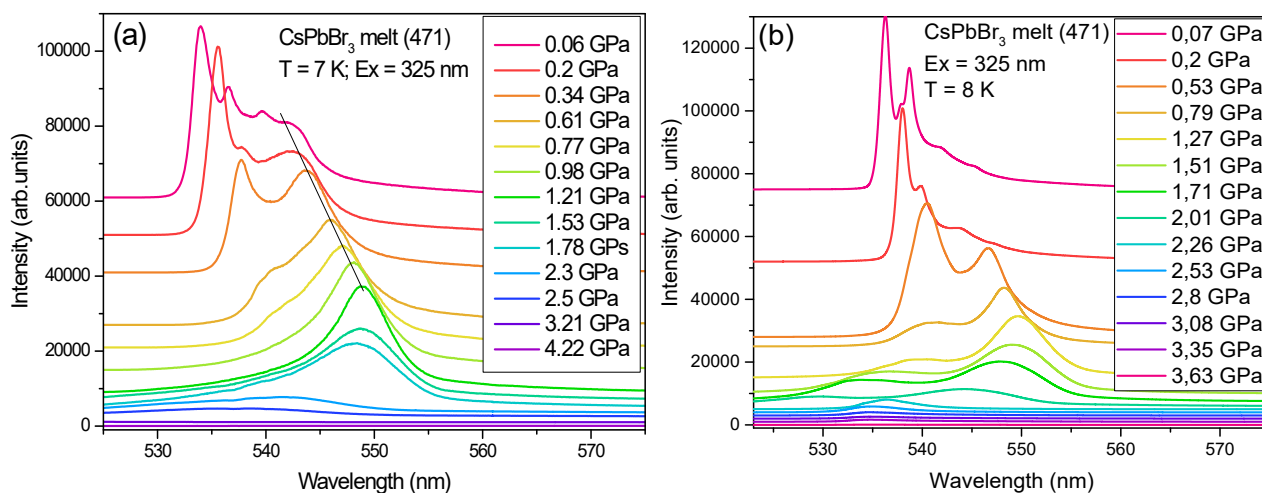 (a)
CsPbBr₃ melt (471)
T = 7 K; Ex = 325 nm
0.06 GPa
0.2 GPa
0.34 GPa
0.61 GPa
0.77 GPa
0.98 GPa
1.21 GPa
1.53 GPa
1.78 GPs
2.3 GPa
2.5 GPa
3.21 GPa
4.22 GPa
100000
80000
60000
40000
20000
0
Intensity (arb.units)
530
540
550
560
570
Wavelength (nm)
(b)
CsPbBr₃ melt (471)
Ex = 325 nm
T = 8 K
0,07 GPa
0,2 GPa
0,53 GPa
0,79 GPa
1,27 GPa
1,51 GPa
1,71 GPa
2,01 GPa
2,26 GPa
2,53 GPa
2,8 GPa
3,08 GPa
3,35 GPa
3,63 GPa
120000
100000
80000
60000
40000
20000
0
Intensity (arb. units)
530
540
550
560
570
Wavelength (nm)